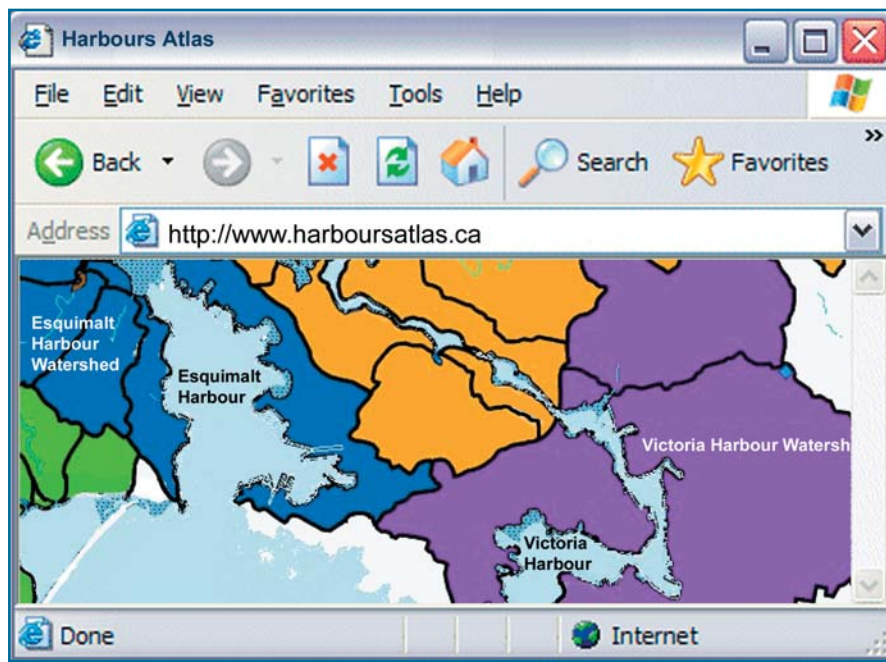 Harbours Atlas
File Edit View Favorites Tools Help
Back Search Favorites »
Address http://www.harboursatlas.ca
Esquimalt
Harbour
Watershed
Esquimalt
Harbour
Victoria Harbour Watersh
Victoria
Harbour
Done Internet